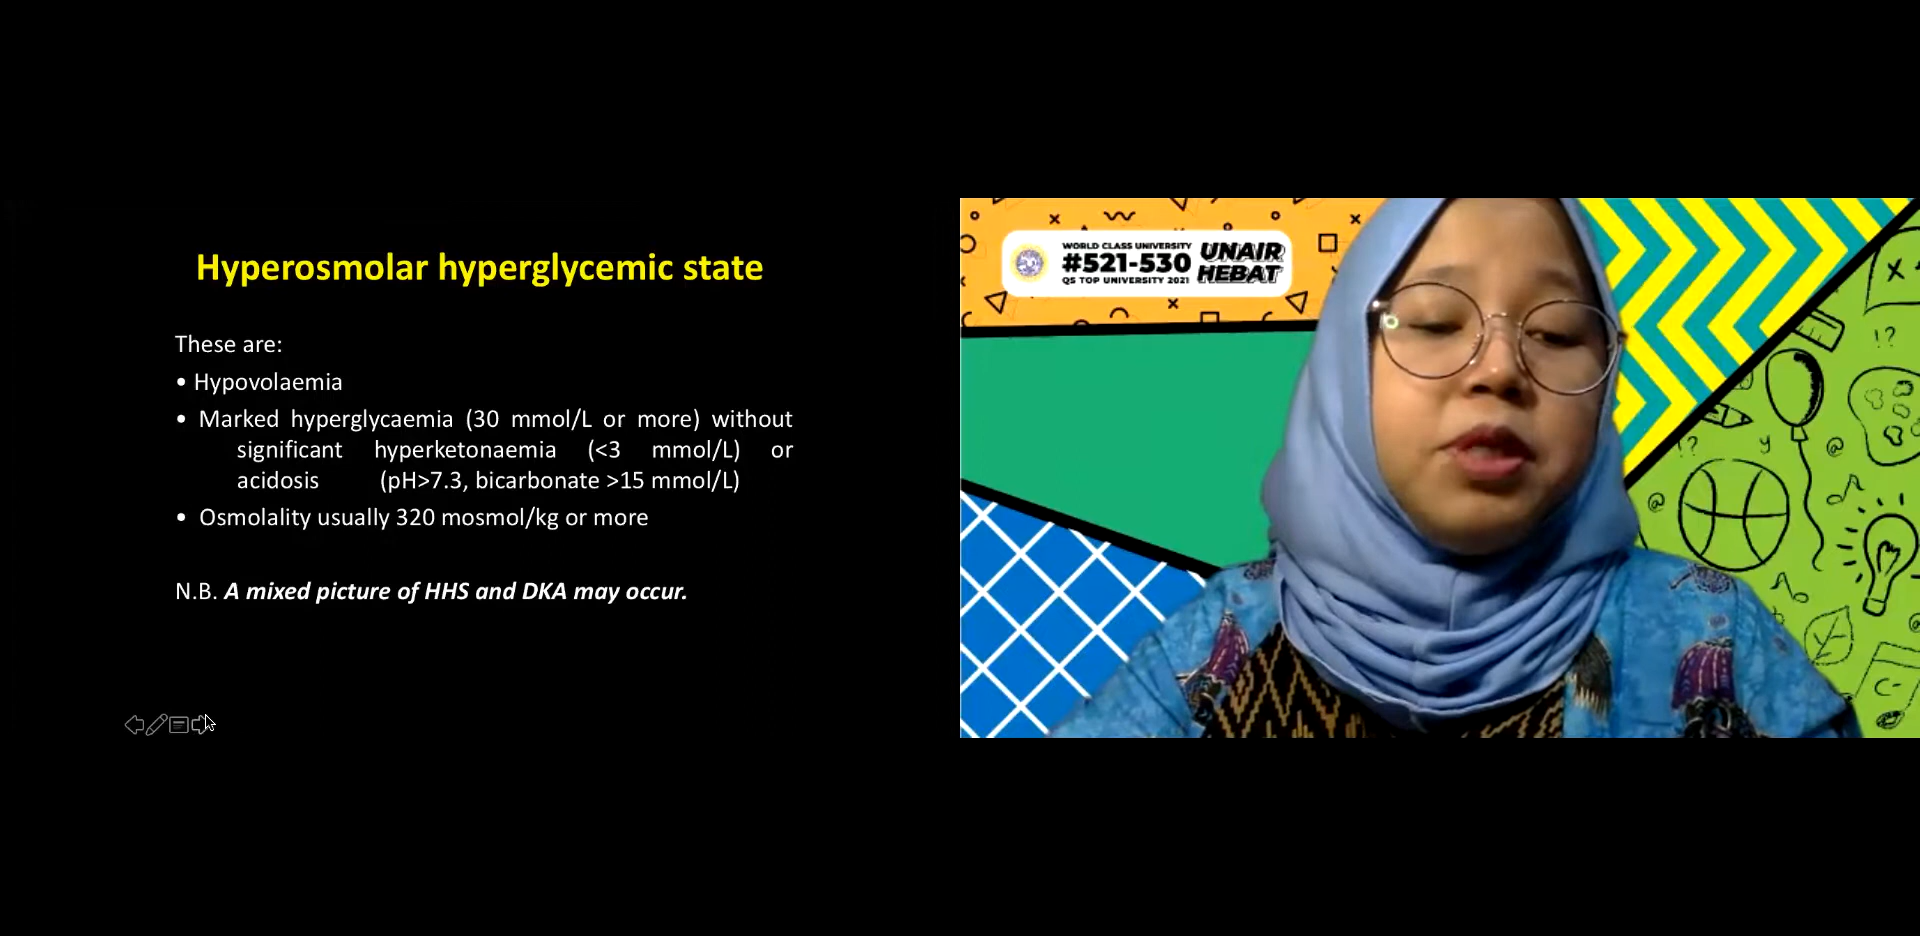 Hyperosmolar hyperglycemic state
These are:
• Hypovolaemia
• Marked hyperglycaemia (30 mmol/L or more) without
significant hyperketonaemia (<3 mmol/L) or
acidosis (pH>7.3, bicarbonate >15 mmol/L)
• Osmolality usually 320 mosmol/kg or more
N.B. A mixed picture of HHS and DKA may occur.
WORLD CLASS UNIVERSITY
#521-530
QS TOP UNIVERSITY 2021
UNAIR
HEBAT
!?
!?
@
y
@
C-